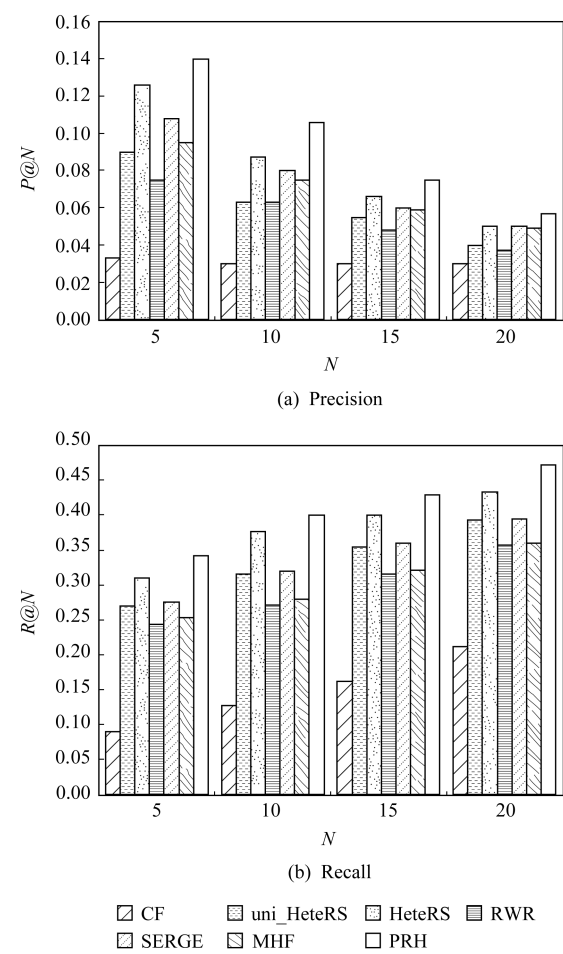 0.16
0.14
0.12
0.10
0.08
0.06
0.04
0.02
0.00
P@N
5 10 15 20
N
(a) Precision
0.50
0.45
0.40
0.35
0.30
0.25
0.20
0.15
0.10
0.05
0.00
R@N
5 10 15 20
N
(b) Recall
CF uni_HeteRS HeteRS RWR
SERGE MHF PRH